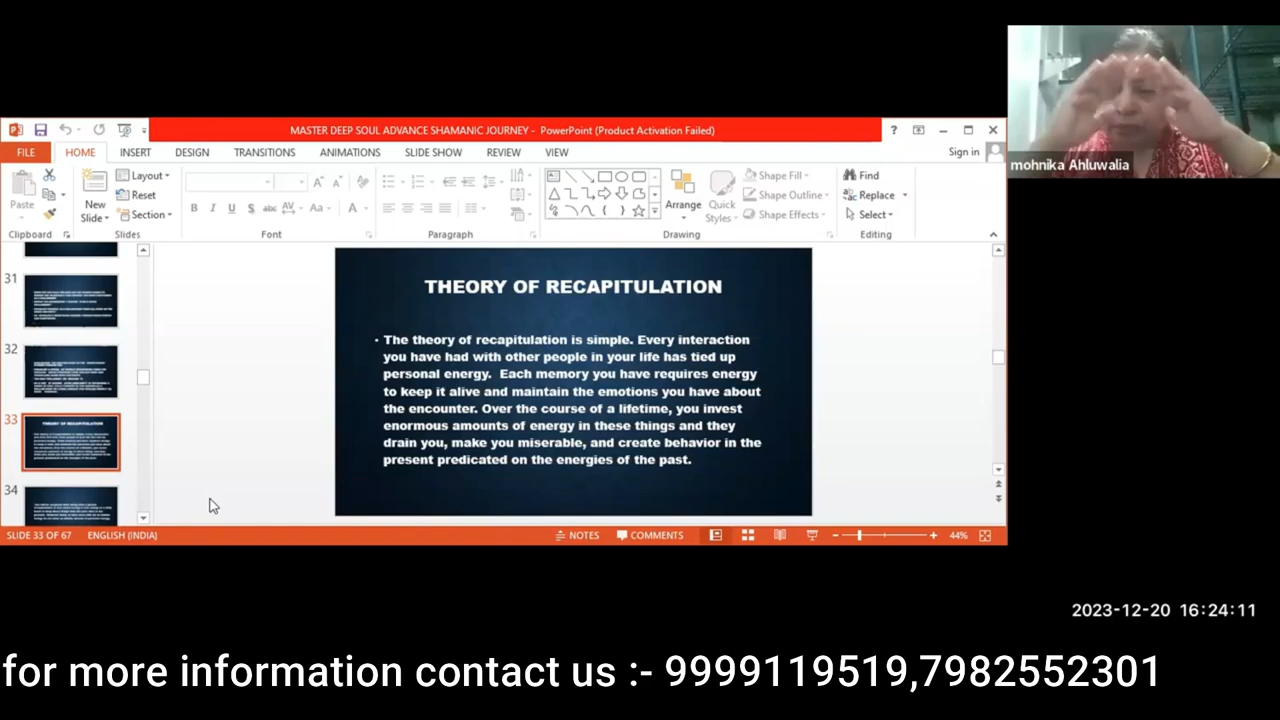 MASTER DEEP SOUL ADVANCE SHAMANIC JOURNEY - PowerPoint (Product Activation Failed)
FILE HOME INSERT DESIGN TRANSITIONS ANIMATIONS SLIDE SHOW REVIEW VIEW Sign in
mohnika Ahluwalia
Paste
New
Slide
Layout
Reset
Section
B I U S abc AV Aa A
Arrange
Quick
Styles
Shape Fill
Shape Outline
Shape Effects
Find
Replace
Select
Clipboard Slides Font Paragraph Drawing Editing
31
32
33
34
THEORY OF RECAPITULATION
• The theory of recapitulation is simple. Every interaction
you have had with other people in your life has tied up
personal energy. Each memory you have requires energy
to keep it alive and maintain the emotions you have about
the encounter. Over the course of a lifetime, you invest
enormous amounts of energy in these things and they
drain you, make you miserable, and create behavior in the
present predicated on the energies of the past.
SLIDE 33 OF 67 ENGLISH (INDIA) NOTES COMMENTS 44%
2023-12-20 16:24:11
for more information contact us :- 9999119519,7982552301